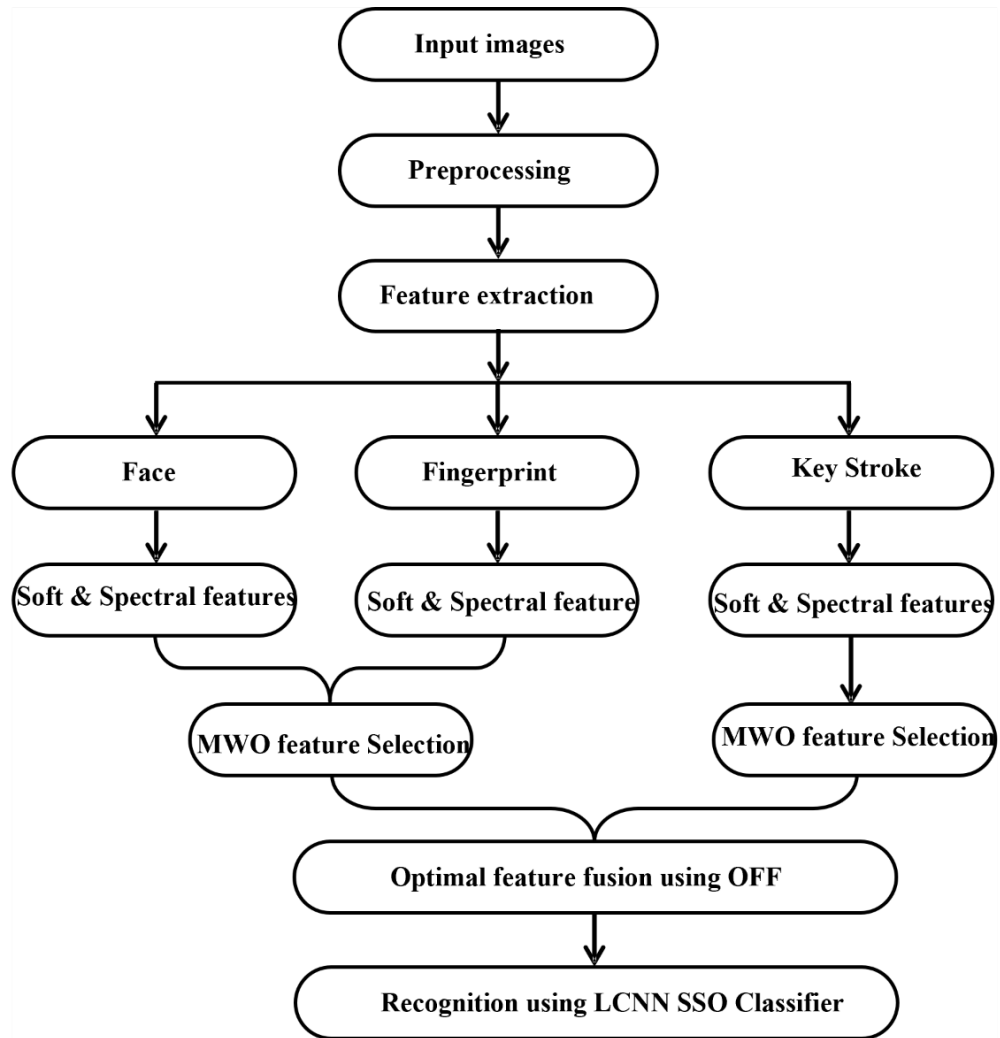 Input images
Preprocessing
Feature extraction
Face
Fingerprint
Key Stroke
Soft & Spectral features
Soft & Spectral feature
Soft & Spectral features
MWO feature Selection
MWO feature Selection
Optimal feature fusion using OFF
Recognition using LCNN SSO Classifier